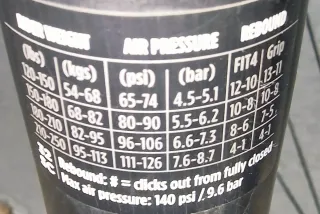 RIDER WEIGHT AIR PRESSURE REBOUND
(lbs) (kgs) (psi) (bar) FIT4 Grip
120-150 54-68 65-74 4.5-5.1 12-10 13-11
150-180 68-82 80-90 5.5-6.2 10-8 10-8
180-210 82-95 96-106 6.6-7.3 8-6 7-5
210-250 95-113 111-126 7.6-8.7 4-1 4-1
32 SC
Rebound: # = clicks out from fully closed
Max air pressure: 140 psi / 9.6 bar